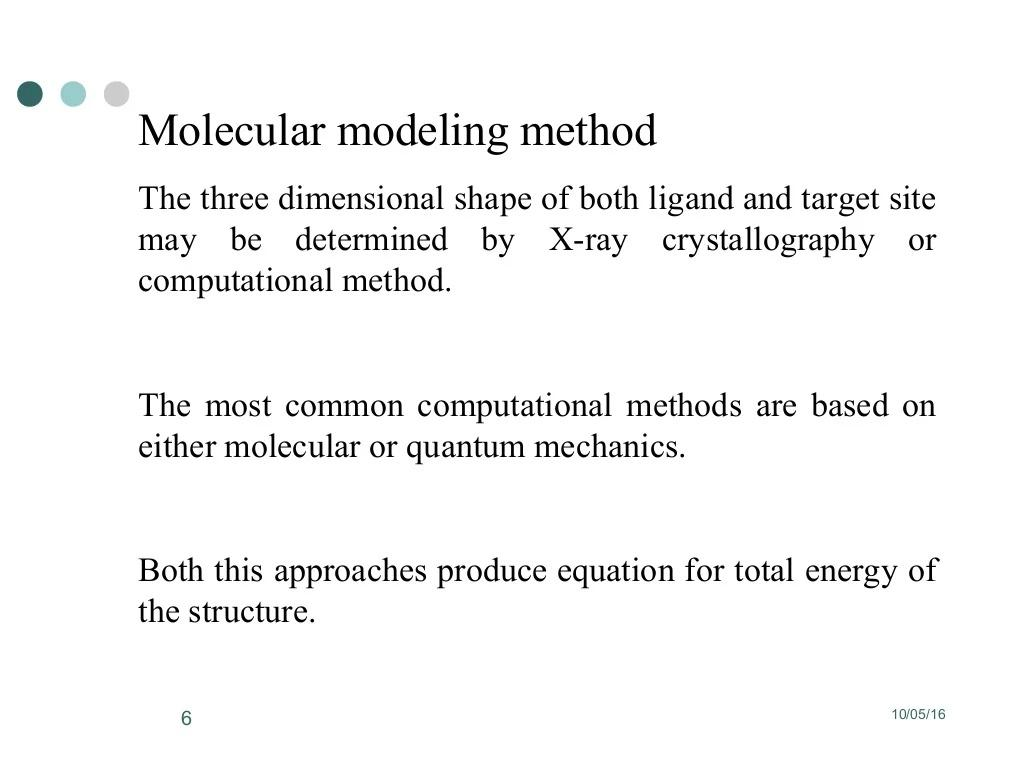 Molecular modeling method
The three dimensional shape of both ligand and target site
may be determined by X-ray crystallography or
computational method.
The most common computational methods are based on
either molecular or quantum mechanics.
Both this approaches produce equation for total energy of
the structure.
6
10/05/16